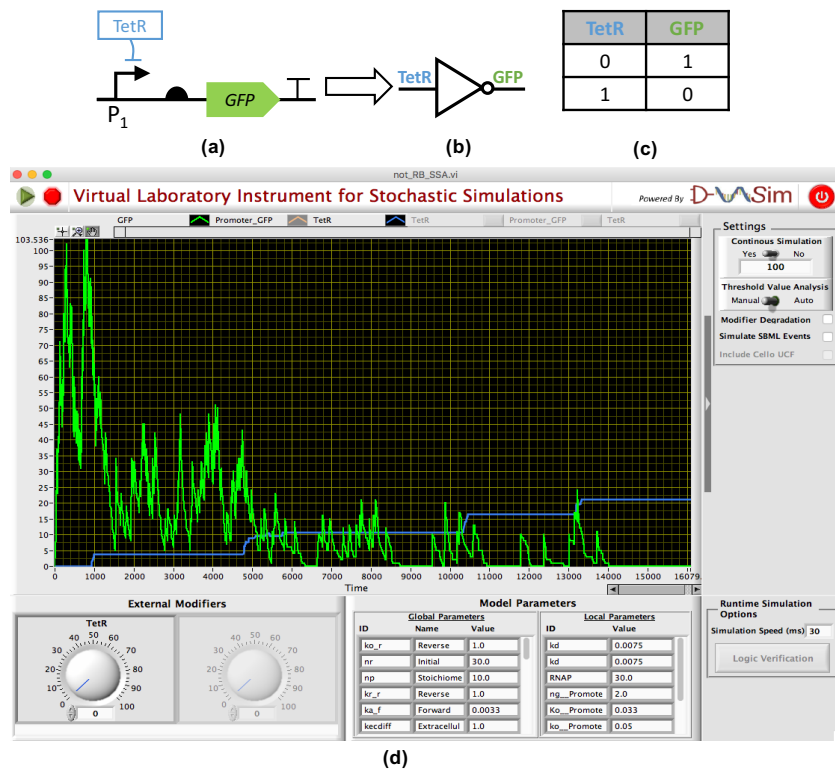 TetR
P1
GFP
(a)
TetR
GFP
(b)
TetR GFP
0 1
1 0
(c)
not_RB_SSA.vi
Virtual Laboratory Instrument for Stochastic Simulations
Powered By D-VASim
GFP Promoter_GFP TetR TetR Promoter_GFP TetR
103.536
100
95
90
85
80
75
70
65
60
55
50
45
40
35
30
25
20
15
10
5
0
0 1000 2000 3000 4000 5000 6000 7000 8000 9000 10000 11000 12000 13000 14000 15000 16079.
Time
Settings
Continous Simulation
Yes No
100
Threshold Value Analysis
Manual Auto
Modifier Degradation
Simulate SBML Events
Include Cello UCF
External Modifiers
TetR
0 10 20 30 40 50 60 70 80 90 100
0
0 10 20 30 40 50 60 70 80 90 100
0
Model Parameters
Global Parameters
ID Name Value
ko_r Reverse 1.0
nr Initial 30.0
np Stoichiome 10.0
kr_r Reverse 1.0
ka_f Forward 0.0033
kecdiff Extracellul 1.0
Local Parameters
ID Value
kd 0.0075
kd 0.0075
RNAP 30.0
ng__Promote 2.0
Ko__Promote 0.033
ko__Promote 0.05
Runtime Simulation
Options
Simulation Speed (ms) 30
Logic Verification
(d)